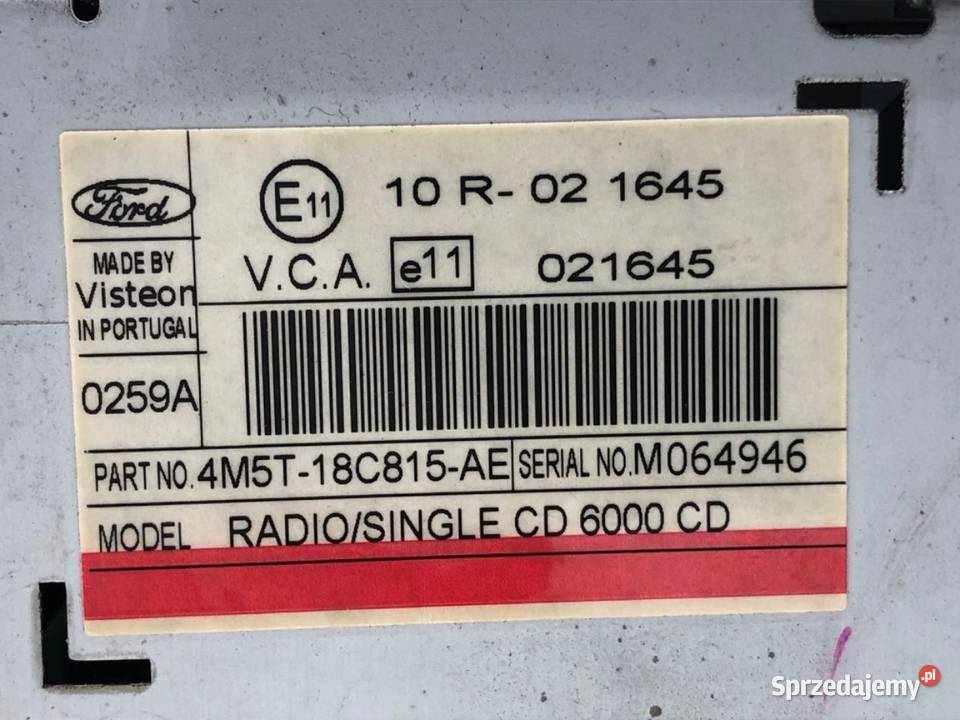 Ford
E11
10 R- 02 1645
V.C.A. e11 021645
MADE BY
Visteon
IN PORTUGAL
0259A
PART NO. 4M5T-18C815-AE SERIAL NO. M064946
MODEL RADIO/SINGLE CD 6000 CD
Sprzedajemy.pl